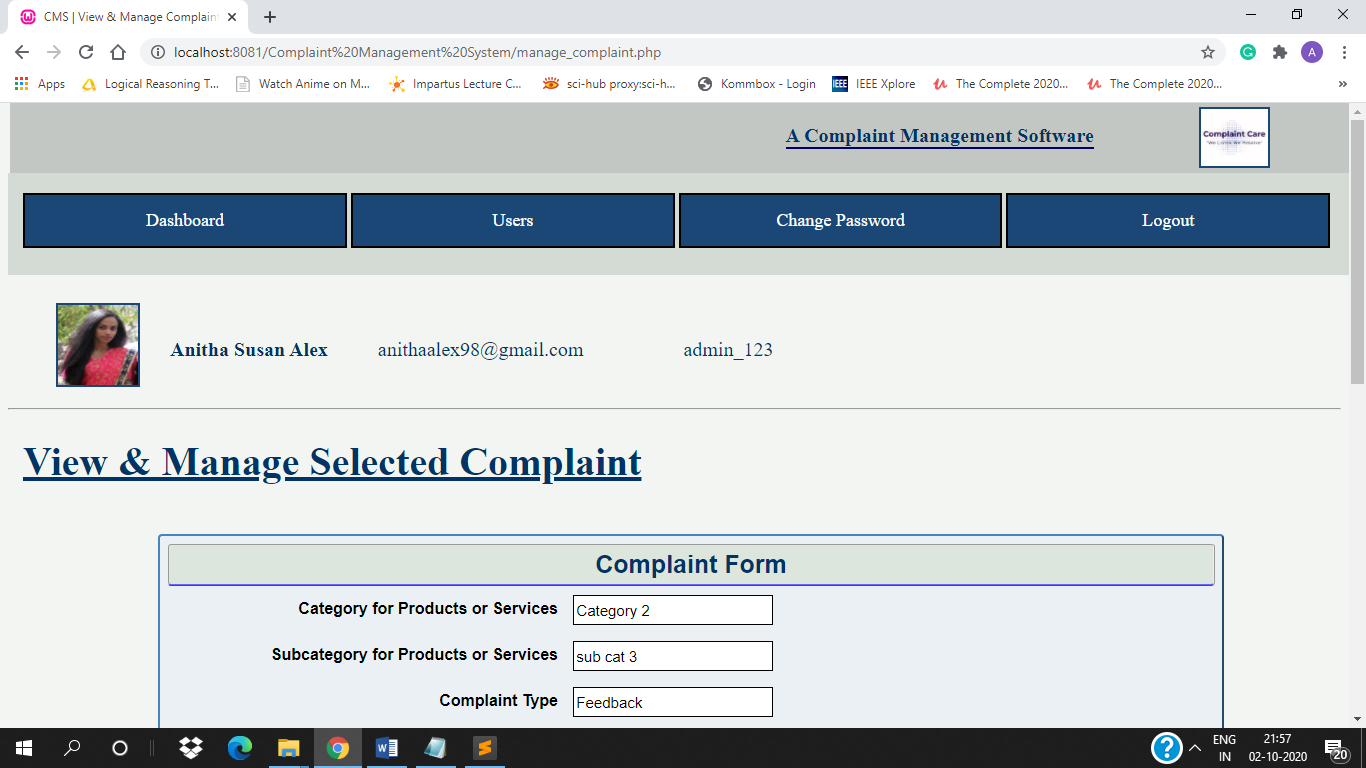 CMS | View & Manage Complain
localhost:8081/Complaint%20Management%20System/manage_complaint.php
A
Apps
Logical Reasoning T...
Watch Anime on M...
Impartus Lecture C...
sci-hub proxy:sci-h...
Kommbox - Login
IEEE
IEEE Xplore
The Complete 2020...
The Complete 2020...
A Complaint Management Software
Complaint Care
Dashboard
Users
Change Password
Logout
Anitha Susan Alex
anithaalex98@gmail.com
admin_123
View & Manage Selected Complaint
Complaint Form
Category for Products or Services
Category 2
Subcategory for Products or Services
sub cat 3
Complaint Type
Feedback
ENG
IN
21:57
02-10-2020
20